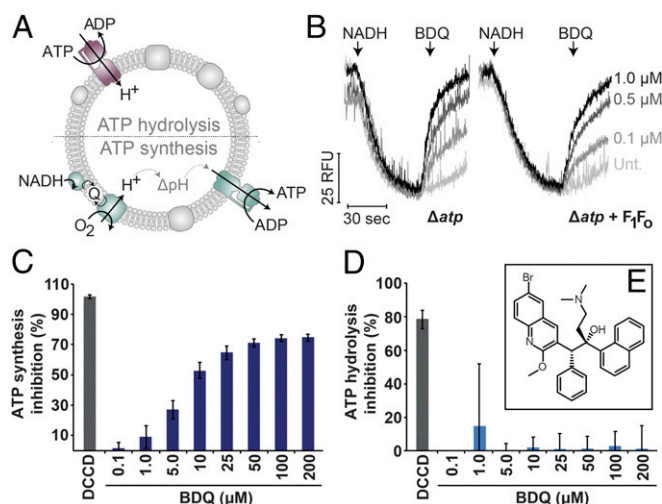 A
ADP
ATP
H+
ATP hydrolysis
ATP synthesis
NADH
Q
H+
ΔpH
O2
ATP
ADP
B
NADH BDQ NADH BDQ
1.0 µM
0.5 µM
0.1 µM
Unt.
25 RFU
30 sec
Δatp
Δatp + F1Fo
C
ATP synthesis
inhibition (%)
110
90
70
50
30
10
DCCD 0.1 1.0 5.0 10 25 50 100 200
BDQ (µM)
D
ATP hydrolysis
inhibition (%)
100
80
60
40
20
0
DCCD 0.1 1.0 5.0 10 25 50 100 200
BDQ (µM)
E
Br
N
OH
N
O